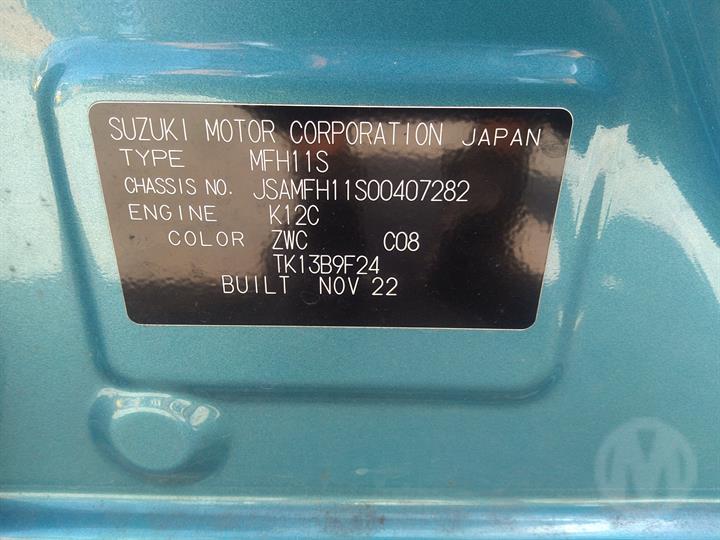 SUZUKI MOTOR CORPORATION JAPAN
TYPE MFH11S
CHASSIS NO. JSAMFH11S00407282
ENGINE K12C
COLOR ZWC C08
TK13B9F24
BUILT NOV 22
M